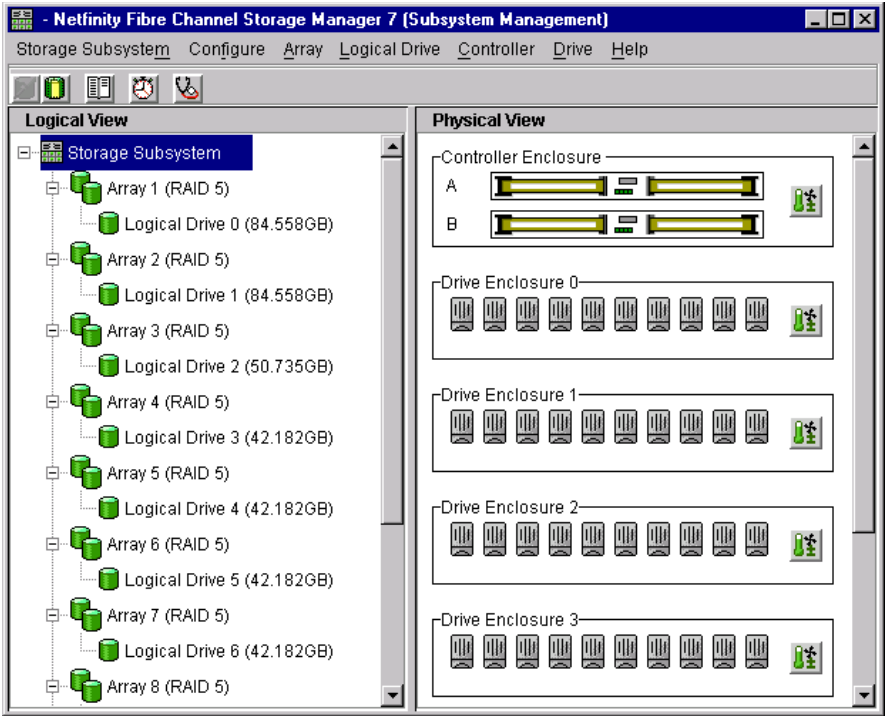 - Netfinity Fibre Channel Storage Manager 7 (Subsystem Management)
Storage Subsystem Configure Array Logical Drive Controller Drive Help
Logical View
Storage Subsystem
Array 1 (RAID 5)
Logical Drive 0 (84.558GB)
Array 2 (RAID 5)
Logical Drive 1 (84.558GB)
Array 3 (RAID 5)
Logical Drive 2 (50.735GB)
Array 4 (RAID 5)
Logical Drive 3 (42.182GB)
Array 5 (RAID 5)
Logical Drive 4 (42.182GB)
Array 6 (RAID 5)
Logical Drive 5 (42.182GB)
Array 7 (RAID 5)
Logical Drive 6 (42.182GB)
Array 8 (RAID 5)
Physical View
Controller Enclosure
A
B
Drive Enclosure 0
Drive Enclosure 1
Drive Enclosure 2
Drive Enclosure 3